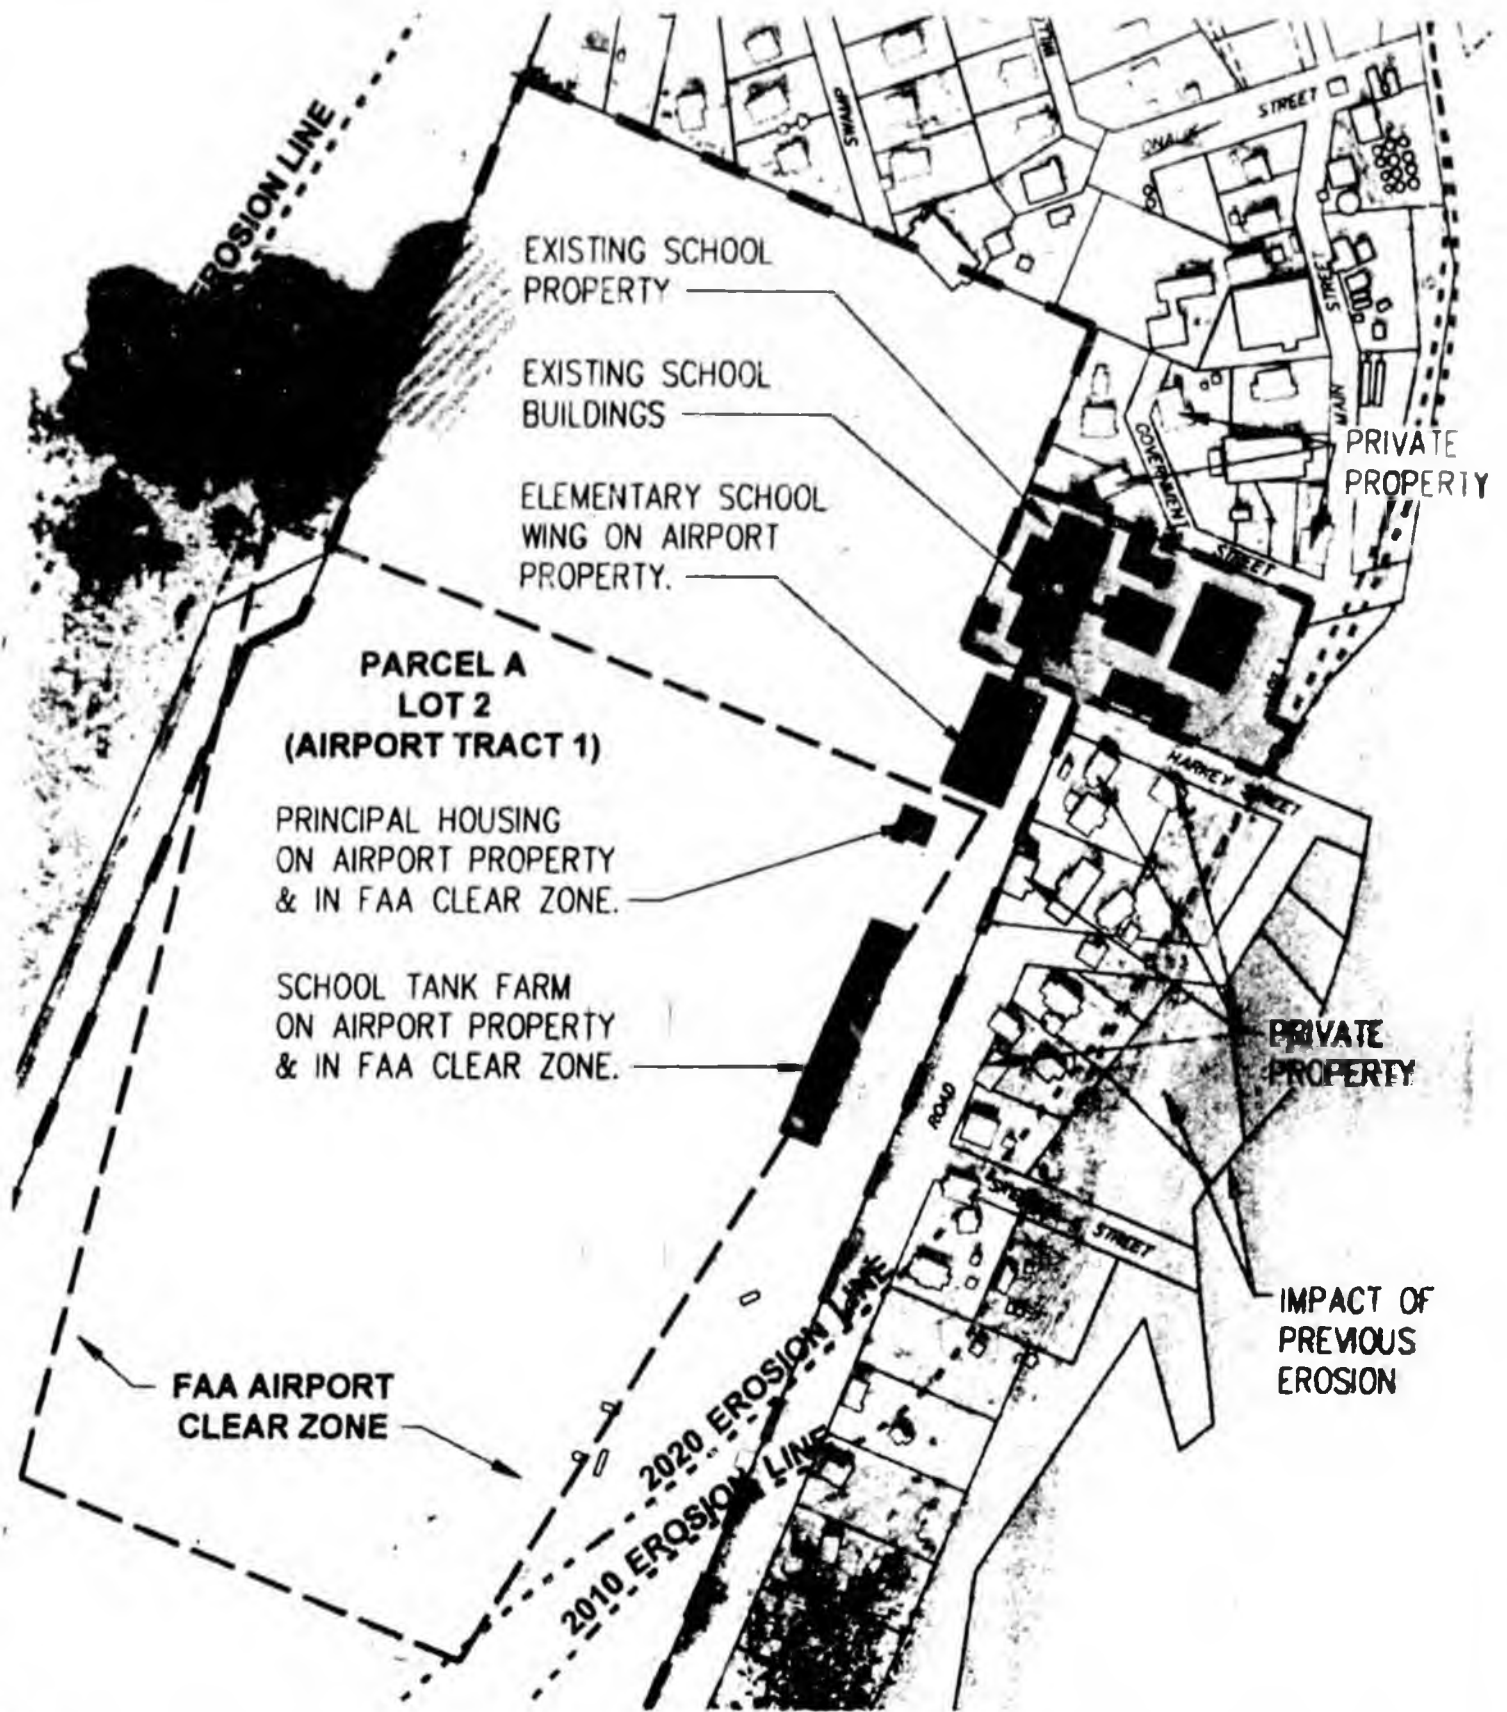 EROSION LINE
SWAMP
STREET
EXISTING SCHOOL
PROPERTY
STREET
EXISTING SCHOOL
BUILDINGS
MAIN
GOVERNMENT
PRIVATE
PROPERTY
ELEMENTARY SCHOOL
WING ON AIRPORT
PROPERTY.
STREET
PARCEL A
LOT 2
(AIRPORT TRACT 1)
HARKEY STREET
PRINCIPAL HOUSING
ON AIRPORT PROPERTY
& IN FAA CLEAR ZONE.
SCHOOL TANK FARM
ON AIRPORT PROPERTY
& IN FAA CLEAR ZONE.
PRIVATE
PROPERTY
ROAD
STREET
IMPACT OF
PREVIOUS
EROSION
FAA AIRPORT
CLEAR ZONE
2020 EROSION LINE
2010 EROSION LINE